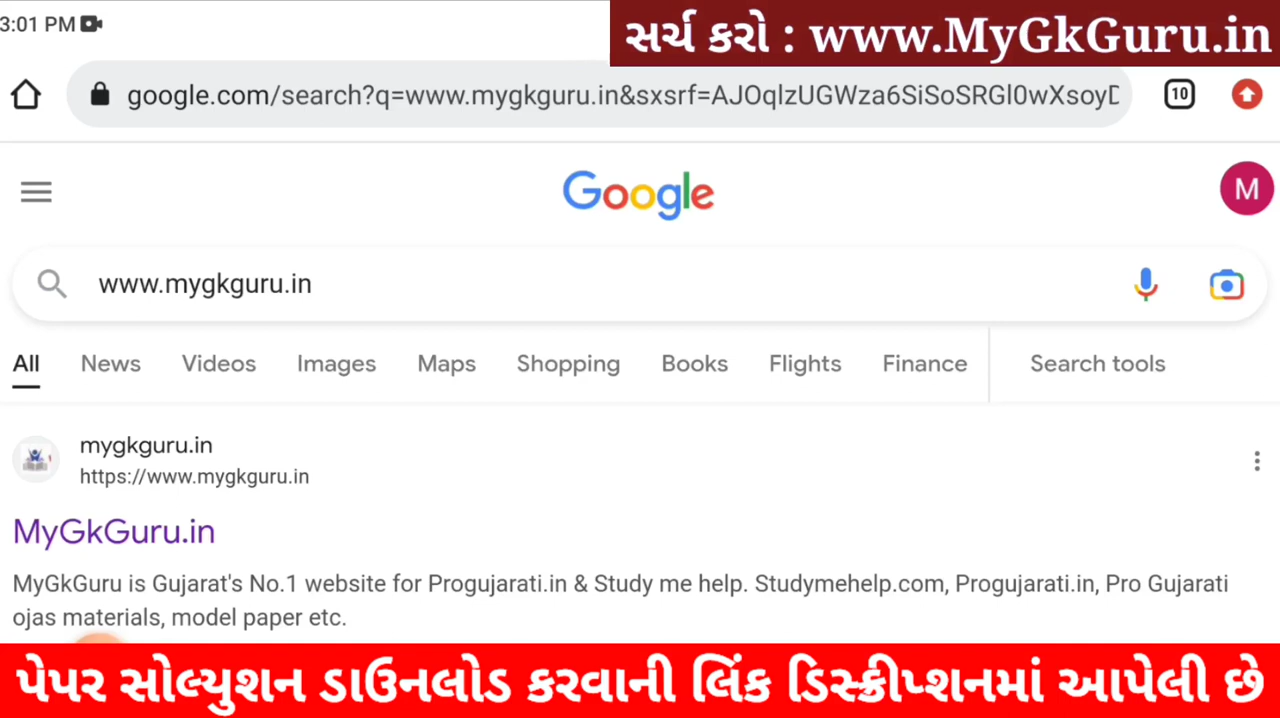 3:01 PM
સર્ચ કરો : www.MyGkGuru.in
google.com/search?q=www.mygkguru.in&sxsrf=AJOqlzUGWza6SiSoSRGl0wXsoyD
10
Google
M
www.mygkguru.in
All News Videos Images Maps Shopping Books Flights Finance Search tools
mygkguru.in
https://www.mygkguru.in
MyGkGuru.in
MyGkGuru is Gujarat's No.1 website for Progujarati.in & Study me help. Studymehelp.com, Progujarati.in, Pro Gujarati
ojas materials, model paper etc.
પેપર સોલ્યુશન ડાઉનલોડ કરવાની લિંક ડિસ્ક્રીપ્શનમાં આપેલી છે